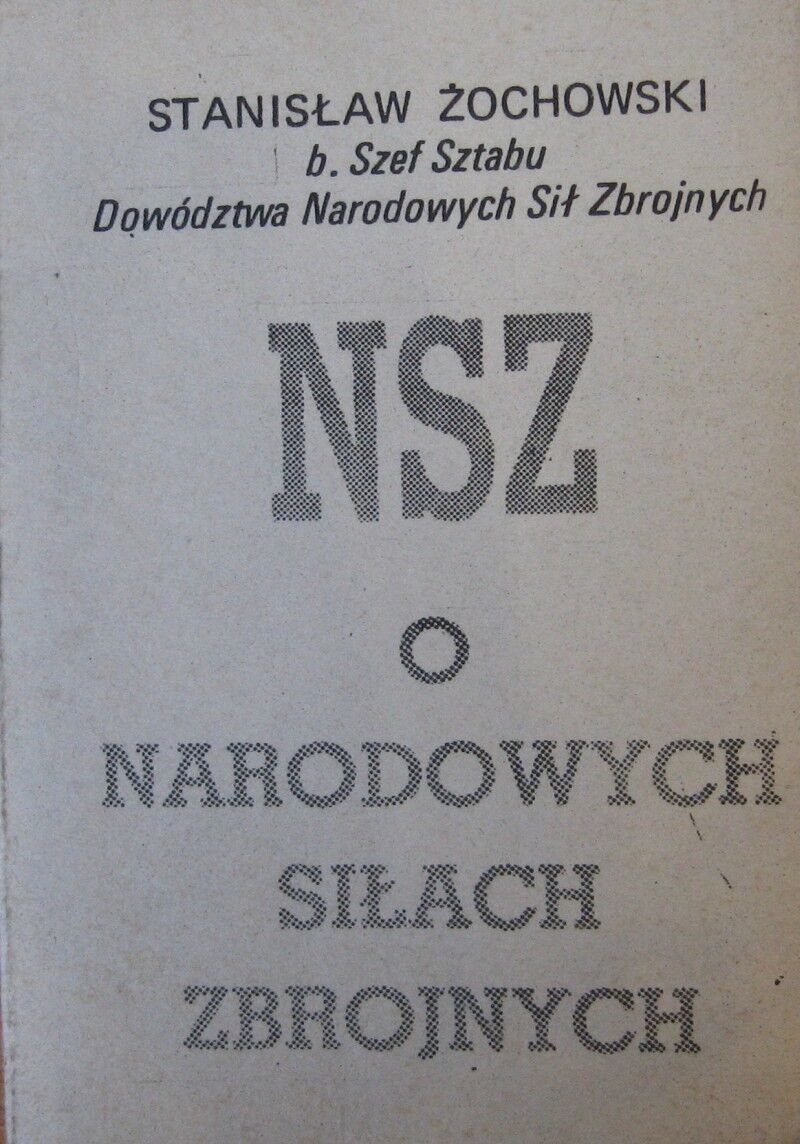 STANISŁAW ŻOCHOWSKI
b. Szef Sztabu
Dowództwa Narodowych Sił Zbrojnych
NSZ
O
NARODOWYCH
SIŁACH
ZBROJNYCH